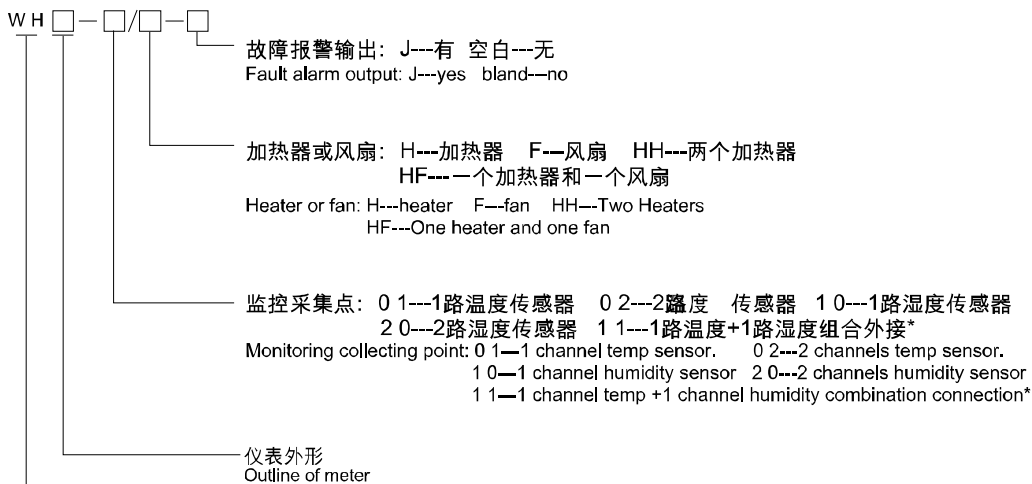 WH□-□/□-□
故障报警输出: J---有 空白---无
Fault alarm output: J---yes bland---no
加热器或风扇: H---加热器 F---风扇 HH---两个加热器
HF---一个加热器和一个风扇
Heater or fan: H---heater F---fan HH---Two Heaters
HF---One heater and one fan
监控采集点: 0 1---1路温度传感器 0 2---2路度 传感器 1 0---1路湿度传感器
2 0---2路湿度传感器 1 1---1路温度+1路湿度组合外接*
Monitoring collecting point: 0 1---1 channel temp sensor. 0 2---2 channels temp sensor.
1 0---1 channel humidity sensor 2 0---2 channels humidity sensor
1 1---1 channel temp +1 channel humidity combination connection*
仪表外形
Outline of meter